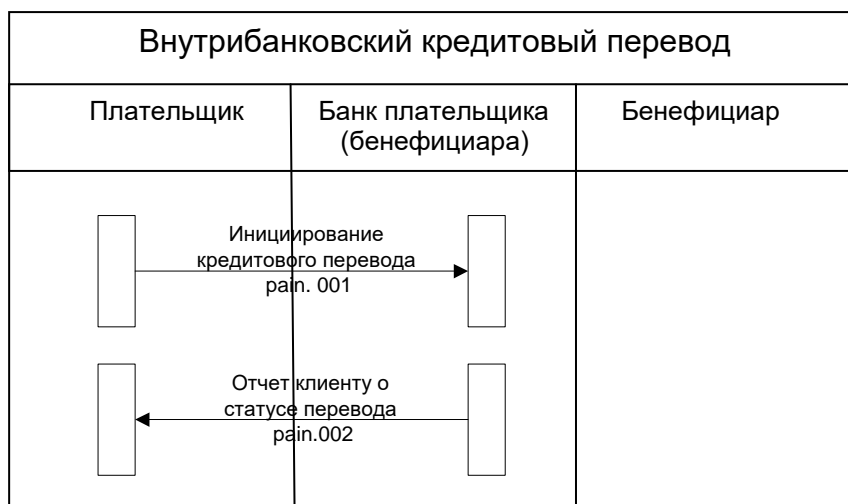 Внутрибанковский кредитовый перевод
Плательщик
Банк плательщика
(бенефициара)
Бенефициар
Инициирование
кредитового перевода
pain. 001
Отчет клиенту о
статусе перевода
pain.002